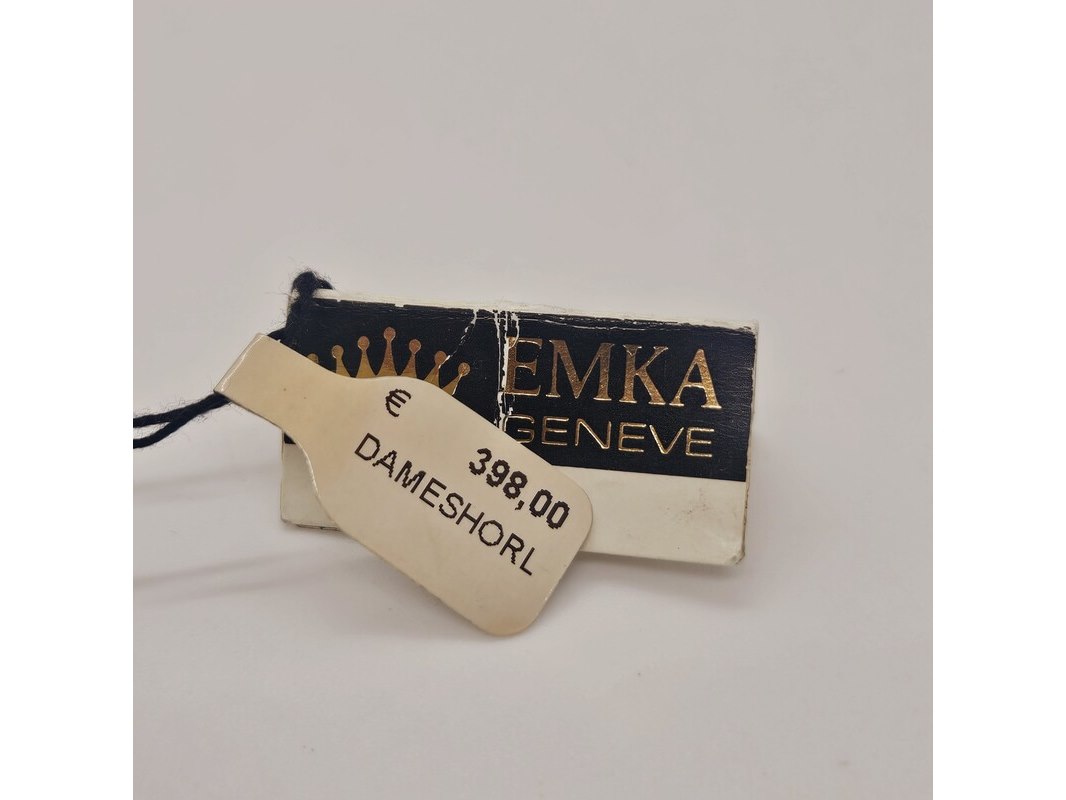 EMKA
GENEVE
€
398,00
DAMESHORL